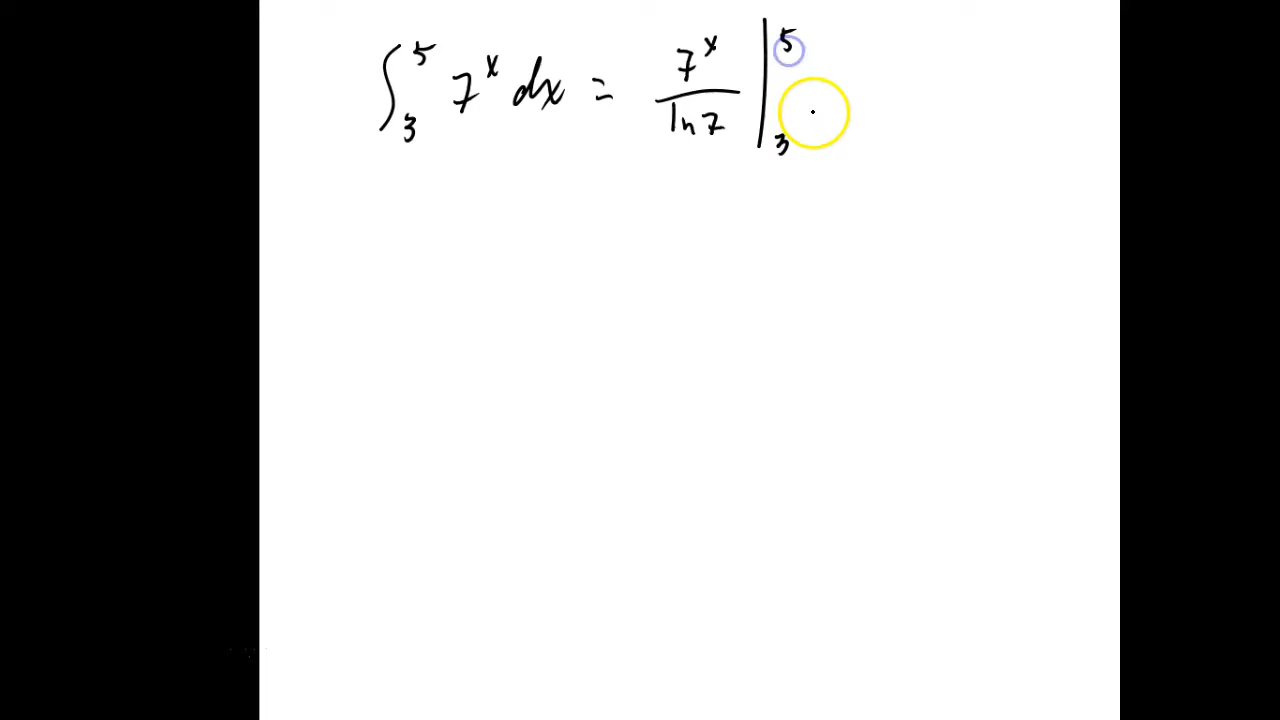 ∫₃⁵ 7ˣ dx = 7ˣ/ln 7 |₃⁵